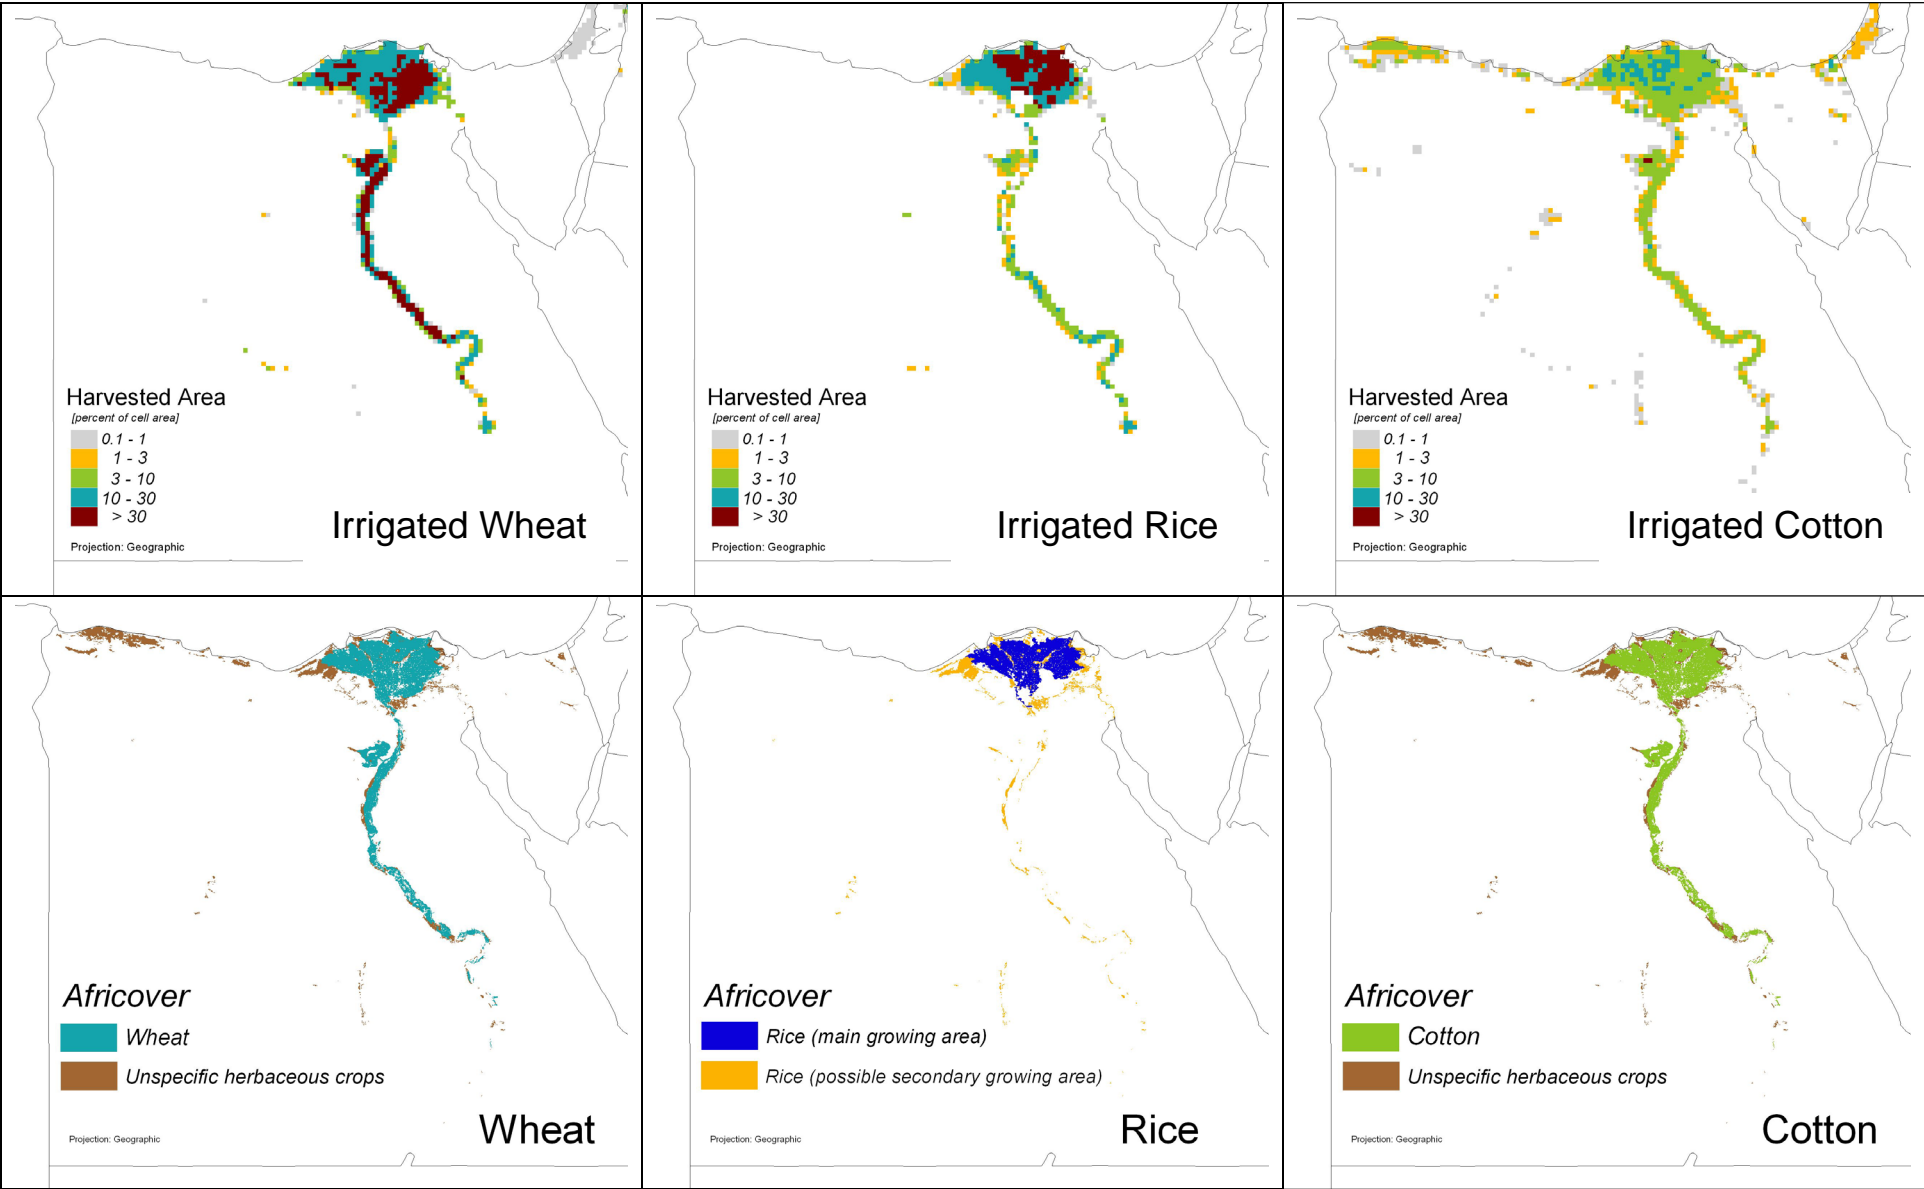 Harvested Area
[percent of cell area]
0.1 - 1
1 - 3
3 - 10
10 - 30
> 30
Irrigated Wheat
Projection: Geographic
Harvested Area
[percent of cell area]
0.1 - 1
1 - 3
3 - 10
10 - 30
> 30
Irrigated Rice
Projection: Geographic
Harvested Area
[percent of cell area]
0.1 - 1
1 - 3
3 - 10
10 - 30
> 30
Irrigated Cotton
Projection: Geographic
Africover
Wheat
Unspecific herbaceous crops
Wheat
Projection: Geographic
Africover
Rice (main growing area)
Rice (possible secondary growing area)
Rice
Projection: Geographic
Africover
Cotton
Unspecific herbaceous crops
Cotton
Projection: Geographic